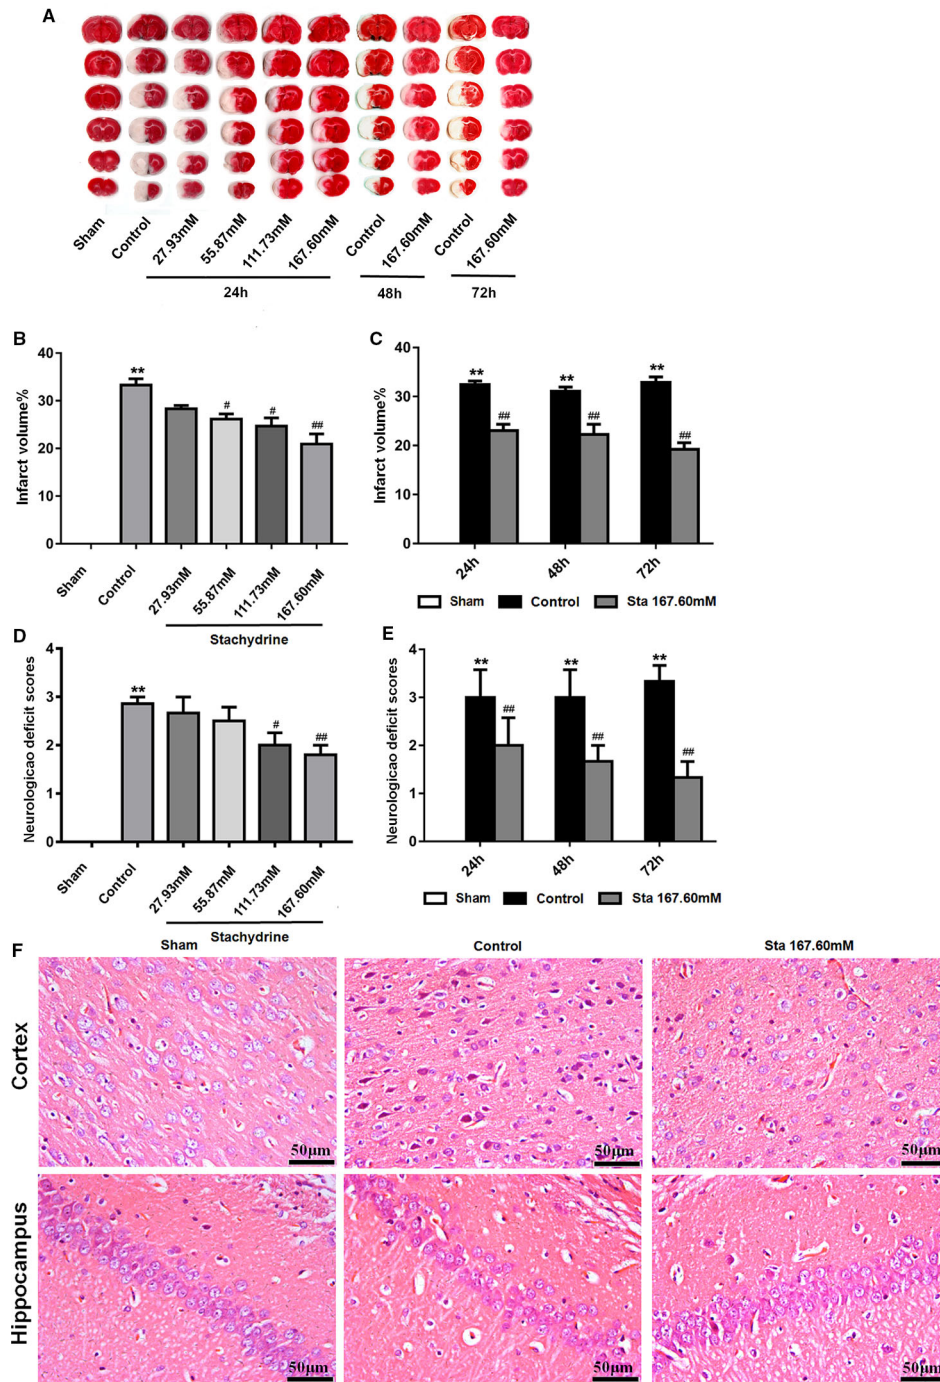 A
Sham Control 27.93mM 55.87mM 111.73mM 167.60mM Control 167.60mM Control 167.60mM
24h 48h 72h
B
Infarct volume%
40
30
20
10
0
**
#
#
##
Sham Control 27.93mM 55.87mM 111.73mM 167.60mM
Stachydrine
C
Infarct volume%
40
30
20
10
0
**
##
**
##
**
##
24h 48h 72h
Sham Control Sta 167.60mM
D
Neurologicao deficit scores
4
3
2
1
0
**
#
##
Sham Control 27.93mM 55.87mM 111.73mM 167.60mM
Stachydrine
E
Neurologicao deficit scores
4
3
2
1
0
**
##
**
##
**
##
24h 48h 72h
Sham Control Sta 167.60mM
F
Sham Control Sta 167.60mM
Cortex
50μm 50μm 50μm
Hippocampus
50μm 50μm 50μm